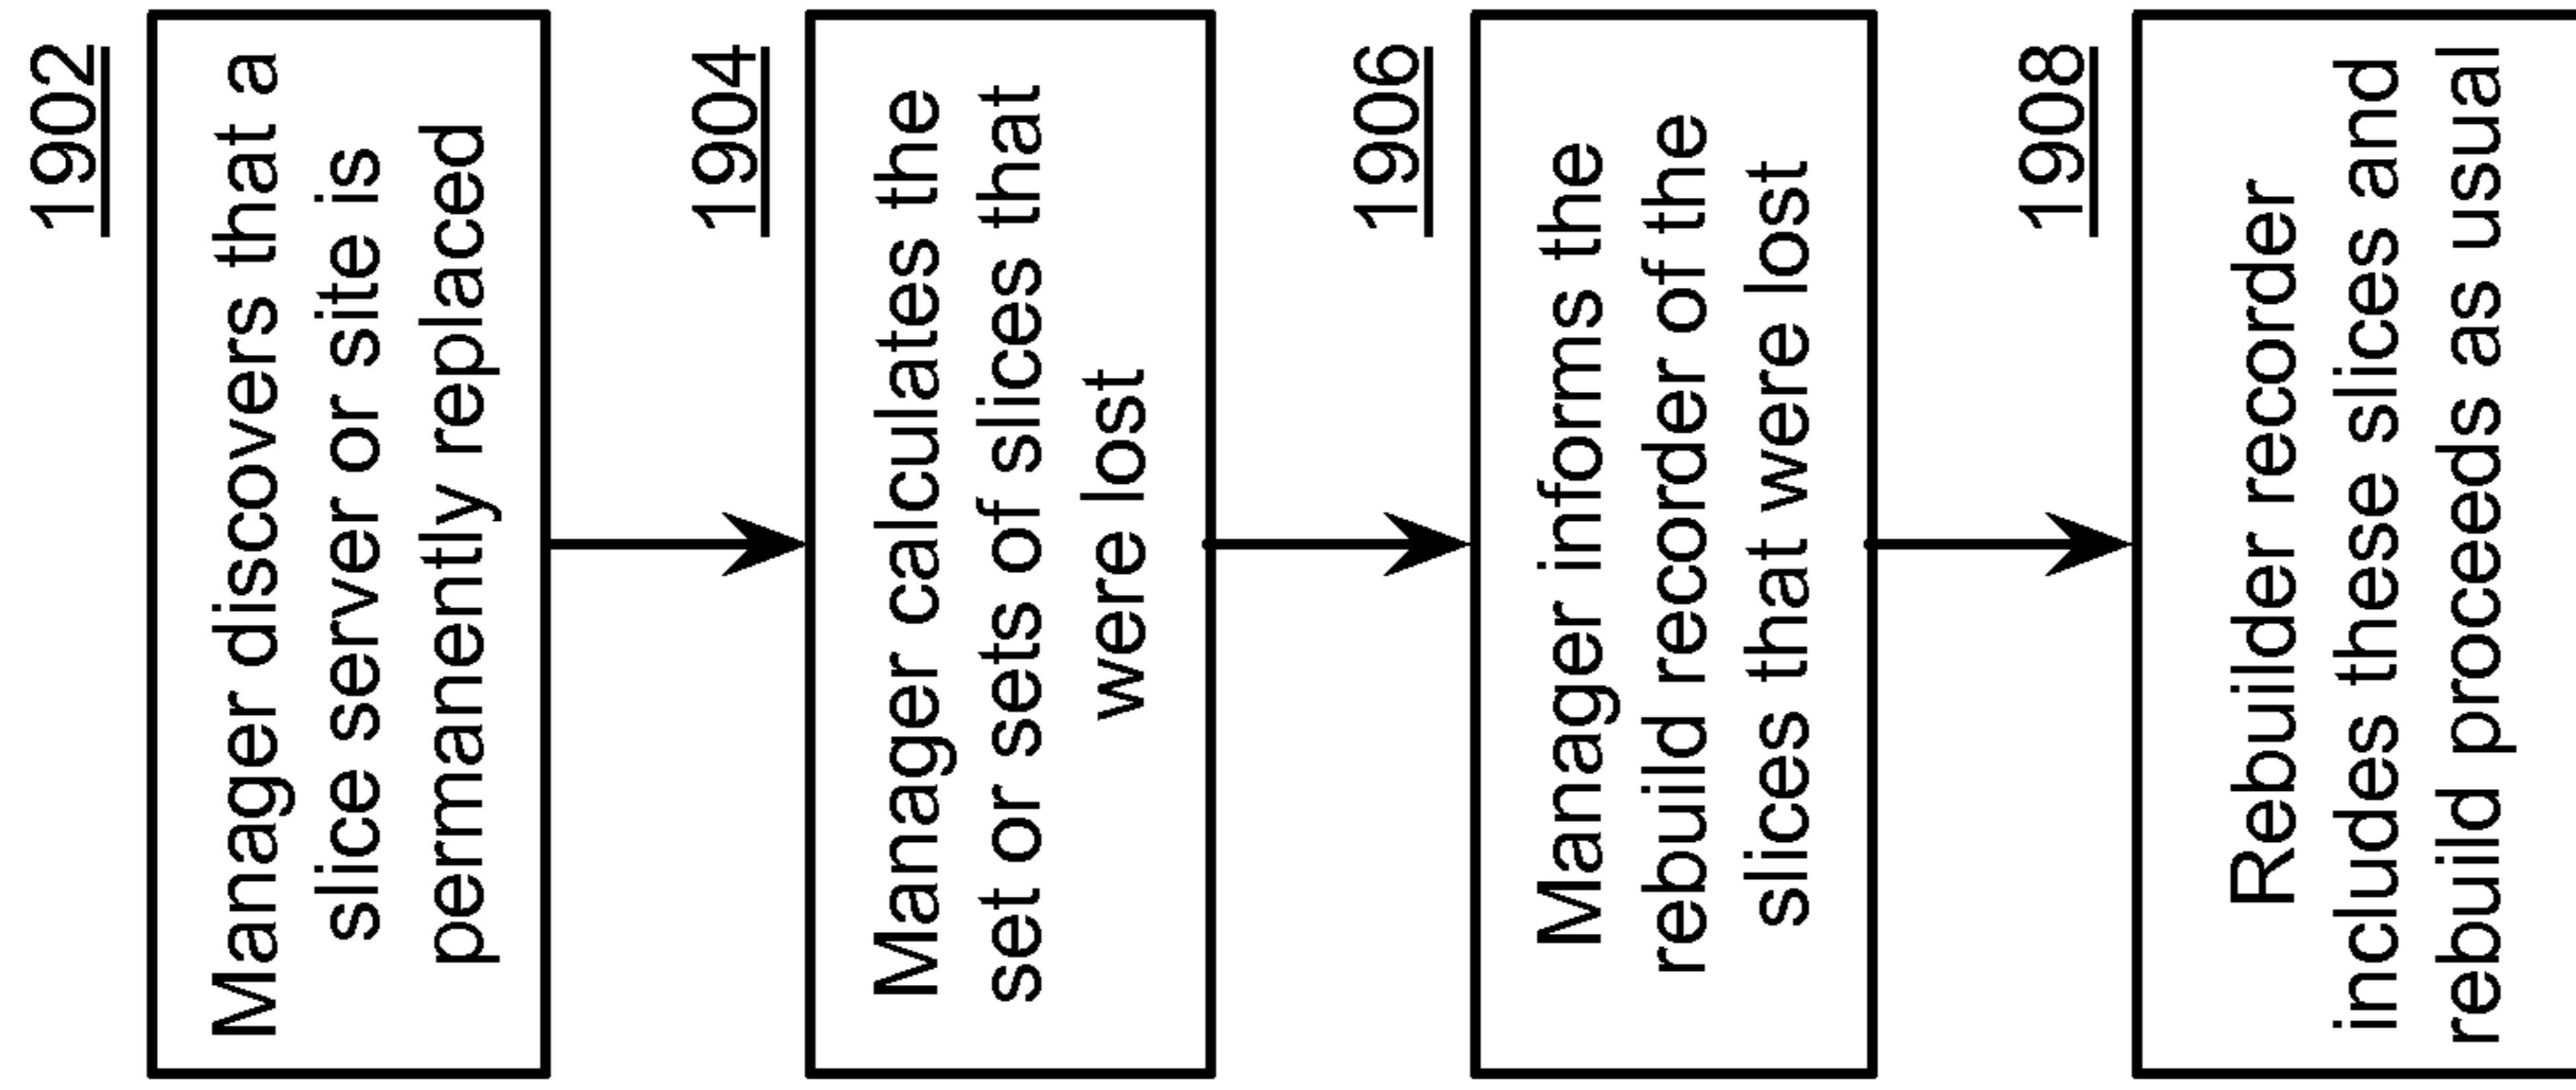 1902
Manager discovers that a
slice server or site is
permanently replaced
1904
Manager calculates the
set or sets of slices that
were lost
1906
Manager informs the
rebuild recorder of the
slices that were lost
1908
Rebuilder recorder
includes these slices and
rebuild proceeds as usual